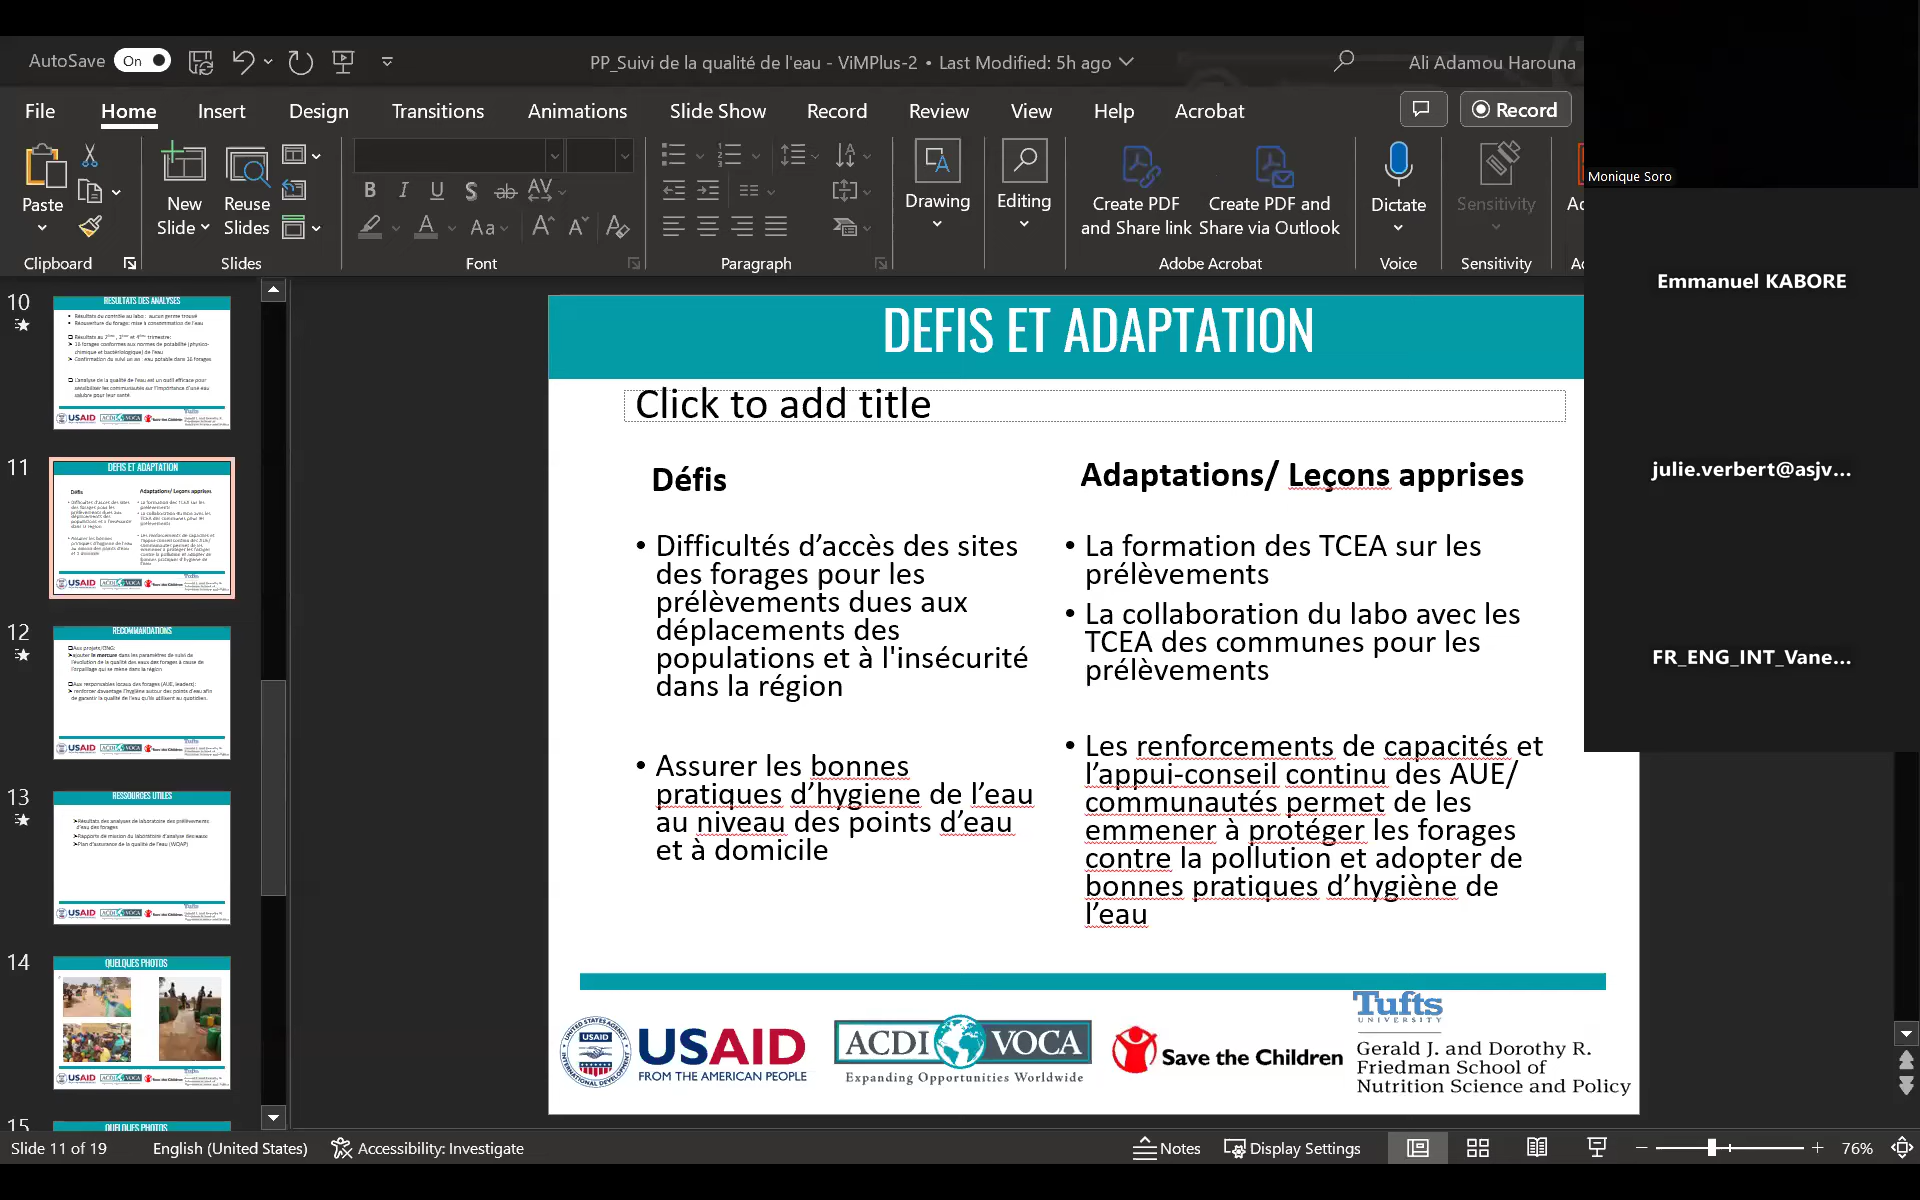 AutoSave On
PP_Suivi de la qualité de l'eau - ViMPlus-2 • Last Modified: 5h ago
Ali Adamou Harouna
File Home Insert Design Transitions Animations Slide Show Record Review View Help Acrobat
Record
Paste
New
Slide
Reuse
Slides
Drawing
Editing
Create PDF
and Share link
Create PDF and
Share via Outlook
Dictate
Sensitivity
Clipboard
Slides
Font
Paragraph
Adobe Acrobat
Voice
Sensitivity
Monique Soro
Emmanuel KABORE
julie.verbert@asjv...
FR_ENG_INT_Vane...
10
RESULTATS DES ANALYSES
11
DEFIS ET ADAPTATION
Défis
Adaptations/ Leçons apprises
12
RECOMMANDATIONS
13
RESSOURCES UTILES
14
QUELQUES PHOTOS
15
QUELQUES PHOTOS
DEFIS ET ADAPTATION
Click to add title
Défis
• Difficultés d’accès des sites
des forages pour les
prélèvements dues aux
déplacements des
populations et à l'insécurité
dans la région
• Assurer les bonnes
pratiques d’hygiene de l’eau
au niveau des points d’eau
et à domicile
Adaptations/ Leçons apprises
• La formation des TCEA sur les
prélèvements
• La collaboration du labo avec les
TCEA des communes pour les
prélèvements
• Les renforcements de capacités et
l’appui-conseil continu des AUE/
communautés permet de les
emmener à protéger les forages
contre la pollution et adopter de
bonnes pratiques d’hygiène de
l’eau
USAID
FROM THE AMERICAN PEOPLE
ACDI VOCA
Expanding Opportunities Worldwide
Save the Children
Tufts
UNIVERSITY
Gerald J. and Dorothy R.
Friedman School of
Nutrition Science and Policy
Slide 11 of 19
English (United States)
Accessibility: Investigate
Notes
Display Settings
76%